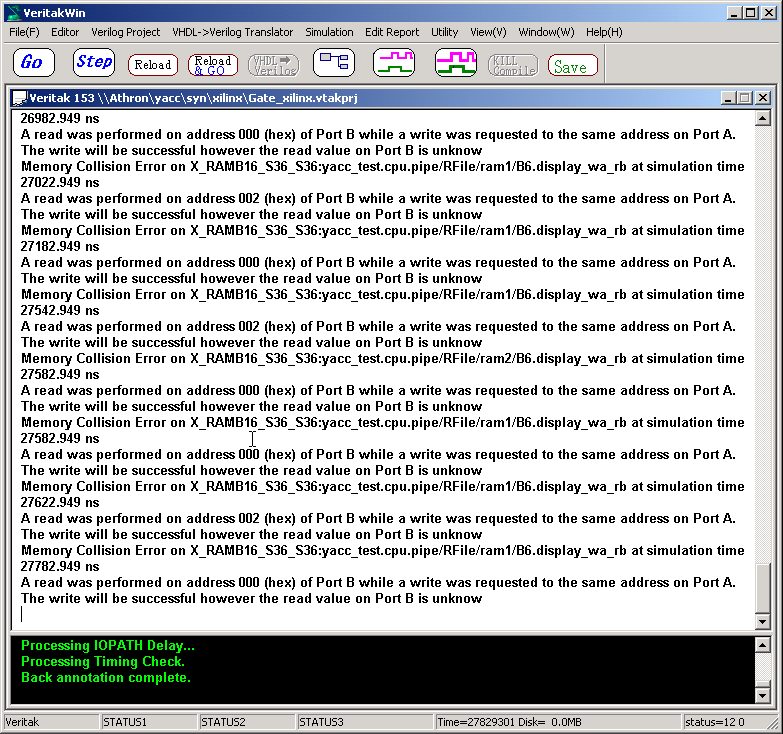 VeritakWin
File(F) Editor Verilog Project VHDL->Verilog Translator Simulation Edit Report Utility View(V) Window(W) Help(H)
Go Step Reload Reload & GO VHDL Verilos KILL Compile Save
Veritak 153 \\Athron\yacc\syn\xilinx\Gate_xilinx.vtakprj
26982.949 ns
A read was performed on address 000 (hex) of Port B while a write was requested to the same address on Port A.
The write will be successful however the read value on Port B is unknow
Memory Collision Error on X_RAMB16_S36_S36:yacc_test.cpu.pipe/RFile/ram1/B6.display_wa_rb at simulation time
27022.949 ns
A read was performed on address 002 (hex) of Port B while a write was requested to the same address on Port A.
The write will be successful however the read value on Port B is unknow
Memory Collision Error on X_RAMB16_S36_S36:yacc_test.cpu.pipe/RFile/ram1/B6.display_wa_rb at simulation time
27182.949 ns
A read was performed on address 000 (hex) of Port B while a write was requested to the same address on Port A.
The write will be successful however the read value on Port B is unknow
Memory Collision Error on X_RAMB16_S36_S36:yacc_test.cpu.pipe/RFile/ram1/B6.display_wa_rb at simulation time
27542.949 ns
A read was performed on address 002 (hex) of Port B while a write was requested to the same address on Port A.
The write will be successful however the read value on Port B is unknow
Memory Collision Error on X_RAMB16_S36_S36:yacc_test.cpu.pipe/RFile/ram2/B6.display_wa_rb at simulation time
27582.949 ns
A read was performed on address 000 (hex) of Port B while a write was requested to the same address on Port A.
The write will be successful however the read value on Port B is unknow
Memory Collision Error on X_RAMB16_S36_S36:yacc_test.cpu.pipe/RFile/ram1/B6.display_wa_rb at simulation time
27582.949 ns
A read was performed on address 000 (hex) of Port B while a write was requested to the same address on Port A.
The write will be successful however the read value on Port B is unknow
Memory Collision Error on X_RAMB16_S36_S36:yacc_test.cpu.pipe/RFile/ram1/B6.display_wa_rb at simulation time
27622.949 ns
A read was performed on address 002 (hex) of Port B while a write was requested to the same address on Port A.
The write will be successful however the read value on Port B is unknow
Memory Collision Error on X_RAMB16_S36_S36:yacc_test.cpu.pipe/RFile/ram1/B6.display_wa_rb at simulation time
27782.949 ns
A read was performed on address 000 (hex) of Port B while a write was requested to the same address on Port A.
The write will be successful however the read value on Port B is unknow
Processing IOPATH Delay...
Processing Timing Check.
Back annotation complete.
Veritak STATUS1 STATUS2 STATUS3 Time=27829301 Disk= 0.0MB status=12 0